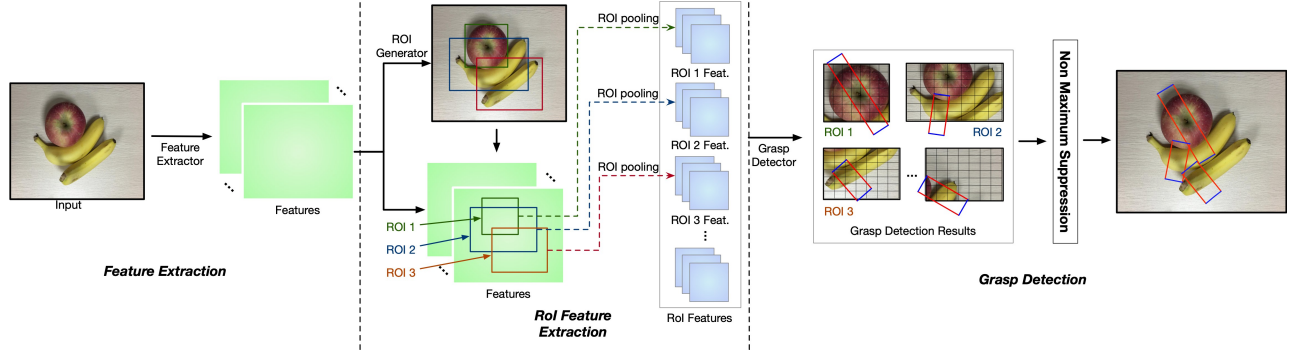 Input
Feature
Extractor
Features
Feature Extraction
ROI
Generator
ROI 1
ROI 2
ROI 3
Features
RoI Feature
Extraction
ROI pooling
ROI pooling
ROI pooling
ROI 1 Feat.
ROI 2 Feat.
ROI 3 Feat.
RoI Features
Grasp
Detector
ROI 1
ROI 2
ROI 3
...
Grasp Detection Results
Non Maximum Suppression
Grasp Detection